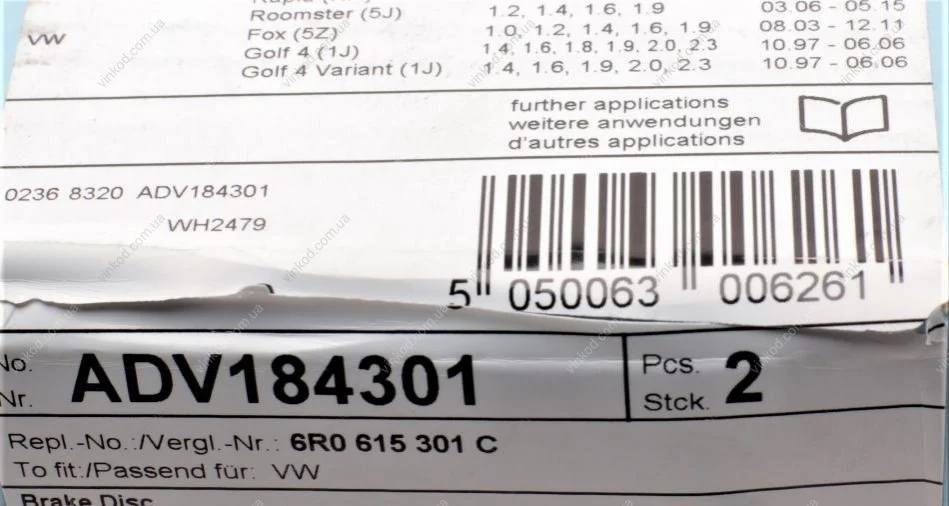 Roomster (5J) 1.2, 1.4, 1.6, 1.9 03.06 - 05.15
VW Fox (5Z) 1.0, 1.2, 1.4, 1.6, 1.9 08.03 - 12.11
Golf 4 (1J) 1.4, 1.6, 1.8, 1.9, 2.0, 2.3 10.97 - 06.06
Golf 4 Variant (1J) 1.4, 1.6, 1.9, 2.0, 2.3 10.97 - 06.06
further applications
weitere anwendungen
d'autres applications
0236 8320 ADV184301
WH2479
5 050063 006261
No. ADV184301 Pcs. 2
Nr. Stck.
Repl.-No.:/Vergl.-Nr.: 6R0 615 301 C
To fit:/Passend für: VW
Brake Disc
vinkod.com.ua